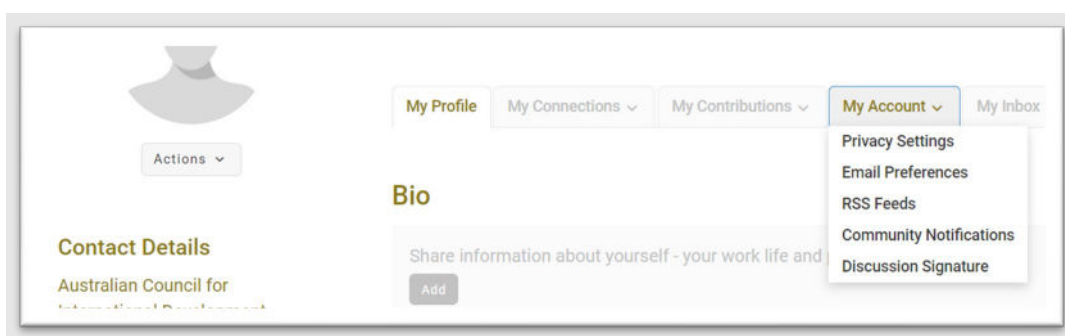 My Profile
My Connections
My Contributions
My Account
My Inbox
Actions
Privacy Settings
Email Preferences
RSS Feeds
Community Notifications
Discussion Signature
Bio
Share information about yourself - your work life and
Add
Contact Details
Australian Council for